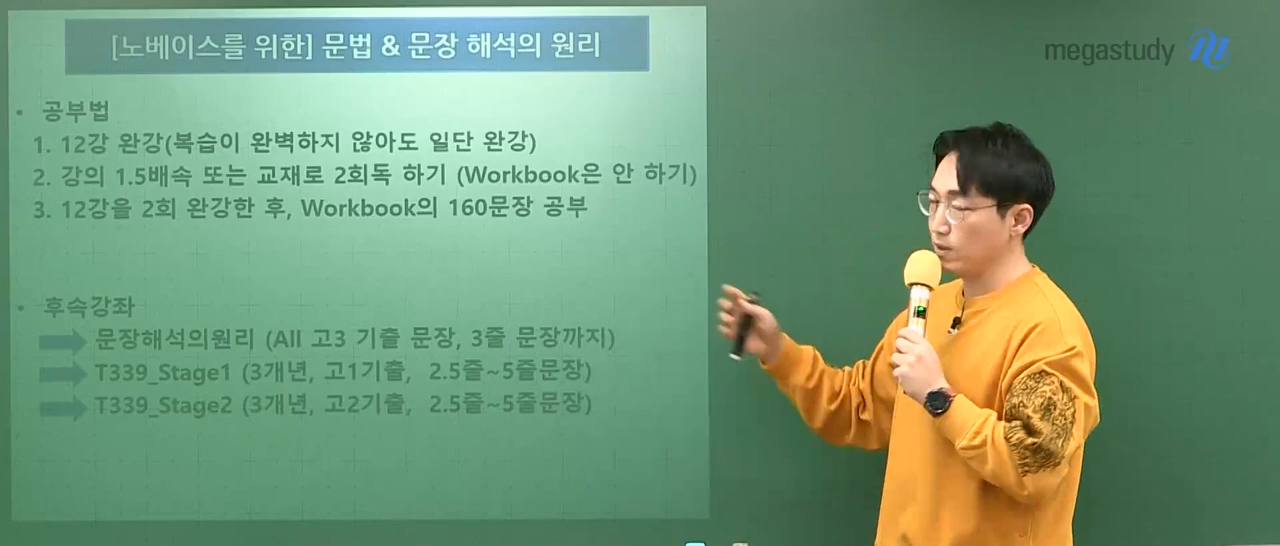 [노베이스를 위한] 문법 & 문장 해석의 원리
megastudy
• 공부법
1. 12강 완강(복습이 완벽하지 않아도 일단 완강)
2. 강의 1.5배속 또는 교재로 2회독 하기 (Workbook은 안 하기)
3. 12강을 2회 완강한 후, Workbook의 160문장 공부
• 후속강좌
문장해석의원리 (All 고3 기출 문장, 3줄 문장까지)
T339_Stage1 (3개년, 고1기출, 2.5줄~5줄문장)
T339_Stage2 (3개년, 고2기출, 2.5줄~5줄문장)